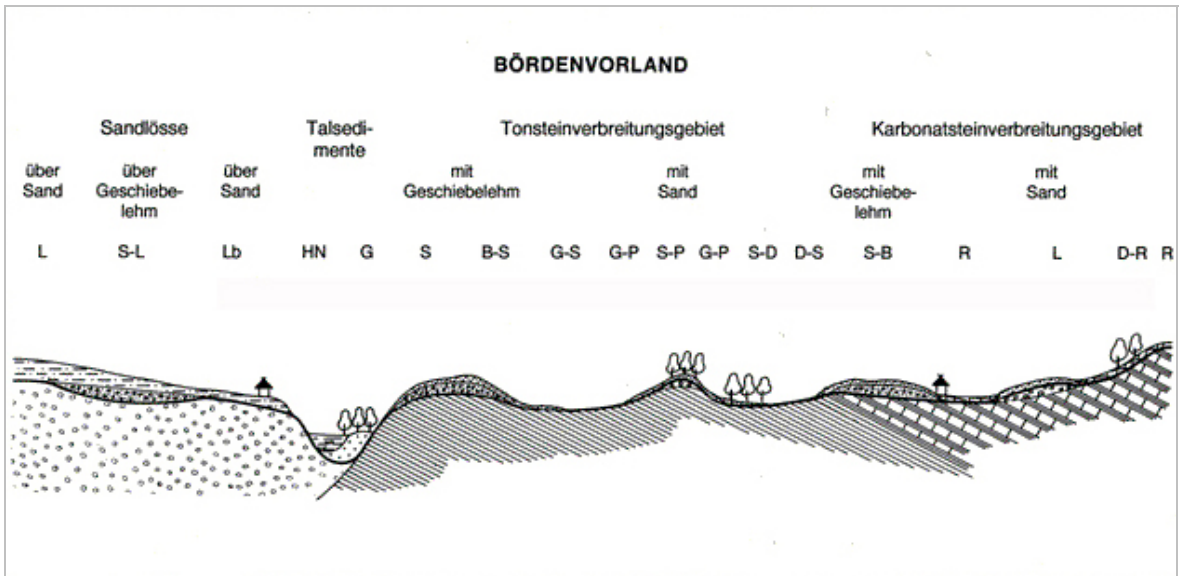 BÖRDENVORLAND
Sandlösse Talsedi- Tonsteinverbreitungsgebiet Karbonatsteinverbreitungsgebiet
mente
über über über mit mit mit mit
Sand Geschiebe- Sand Geschiebelehm Sand Geschiebe- Sand
lehm lehm
L S-L Lb HN G S B-S G-S G-P S-P G-P S-D D-S S-B R L D-R R